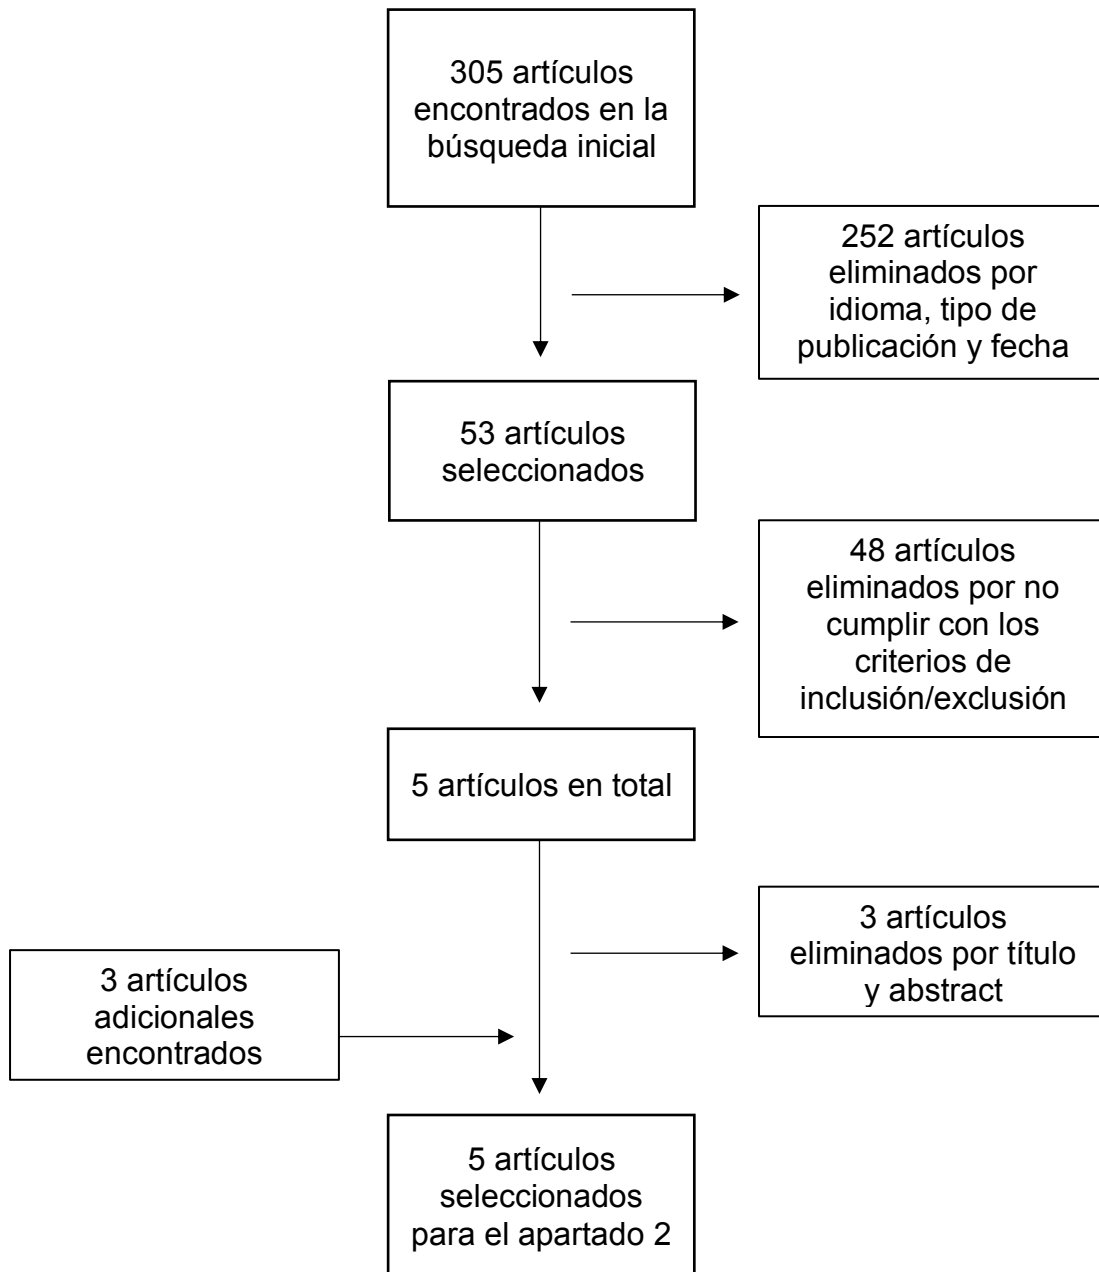 305 artículos
encontrados en la
búsqueda inicial
252 artículos
eliminados por
idioma, tipo de
publicación y fecha
53 artículos
seleccionados
48 artículos
eliminados por no
cumplir con los
criterios de
inclusión/exclusión
5 artículos en total
3 artículos
eliminados por título
y abstract
3 artículos
adicionales
encontrados
5 artículos
seleccionados
para el apartado 2